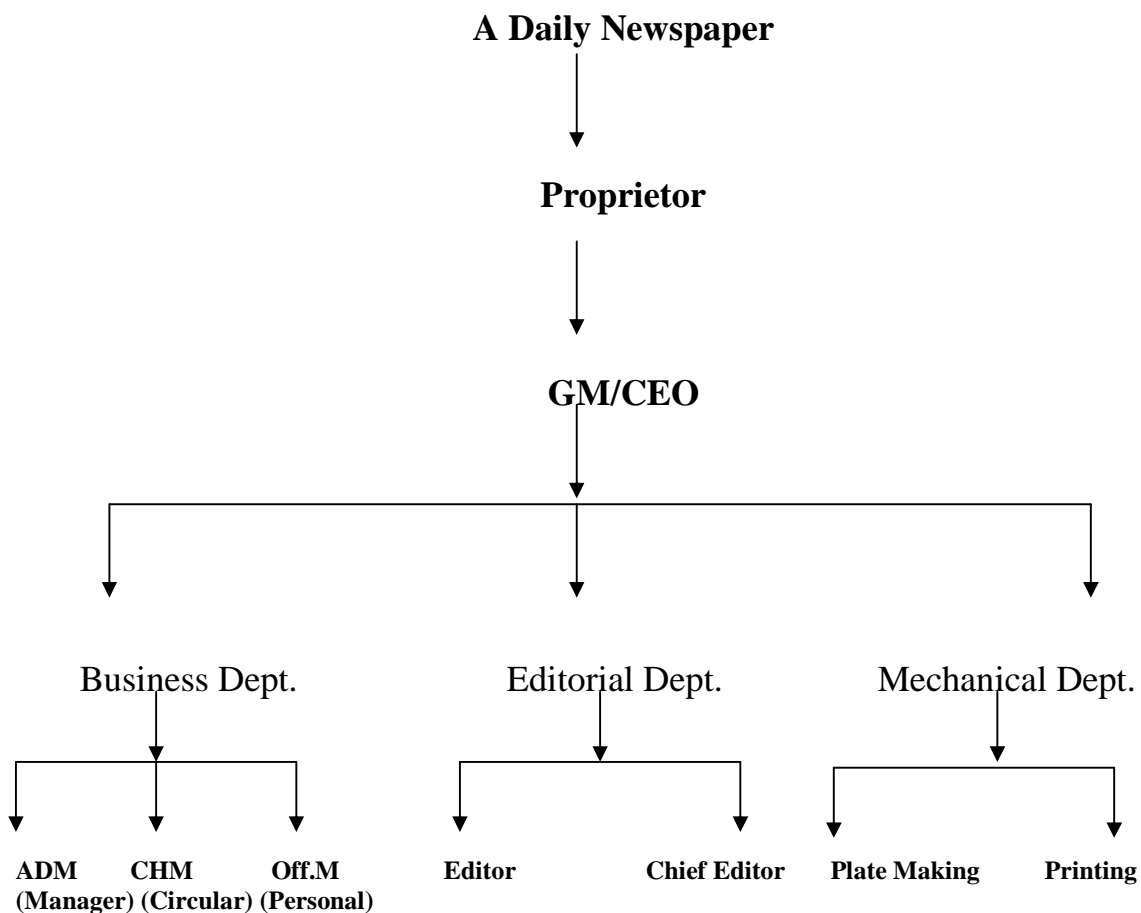 A Daily Newspaper
Proprietor
GM/CEO
Business Dept. Editorial Dept. Mechanical Dept.
ADM CHM Off.M Editor Chief Editor Plate Making Printing
(Manager) (Circular) (Personal)